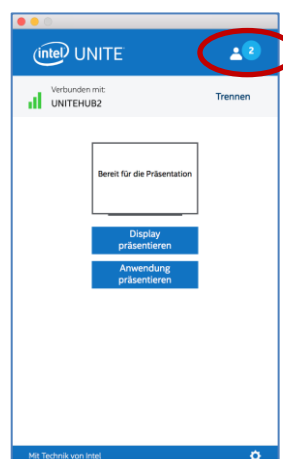 intel UNITE
2
Verbunden mit:
UNITEHUB2
Trennen
Bereit für die Präsentation
Display
präsentieren
Anwendung
präsentieren
Mit Technik von Intel